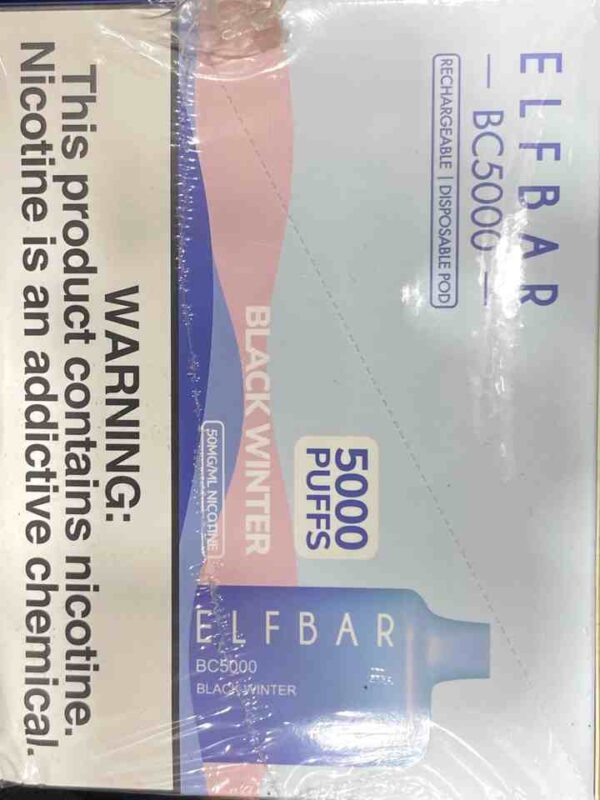 ELFBAR
BC5000
RECHARGEABLE | DISPOSABLE POD
5000
PUFFS
BLACK WINTER
50MG/ML NICOTINE
ELFBAR
BC5000
BLACK WINTER
WARNING:
This product contains nicotine.
Nicotine is an addictive chemical.